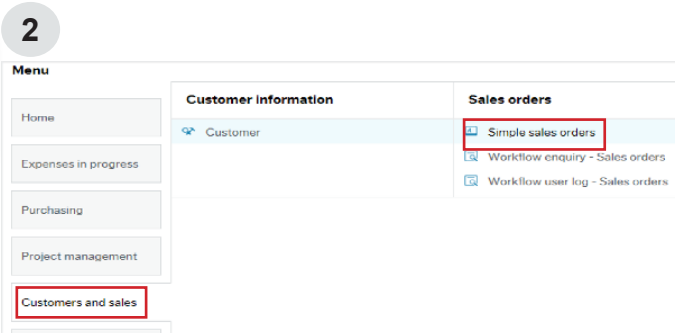 2
Menu
Customer information
Sales orders
Home
Customer
Simple sales orders
Expenses in progress
Workflow enquiry - Sales orders
Workflow user log - Sales orders
Purchasing
Project management
Customers and sales